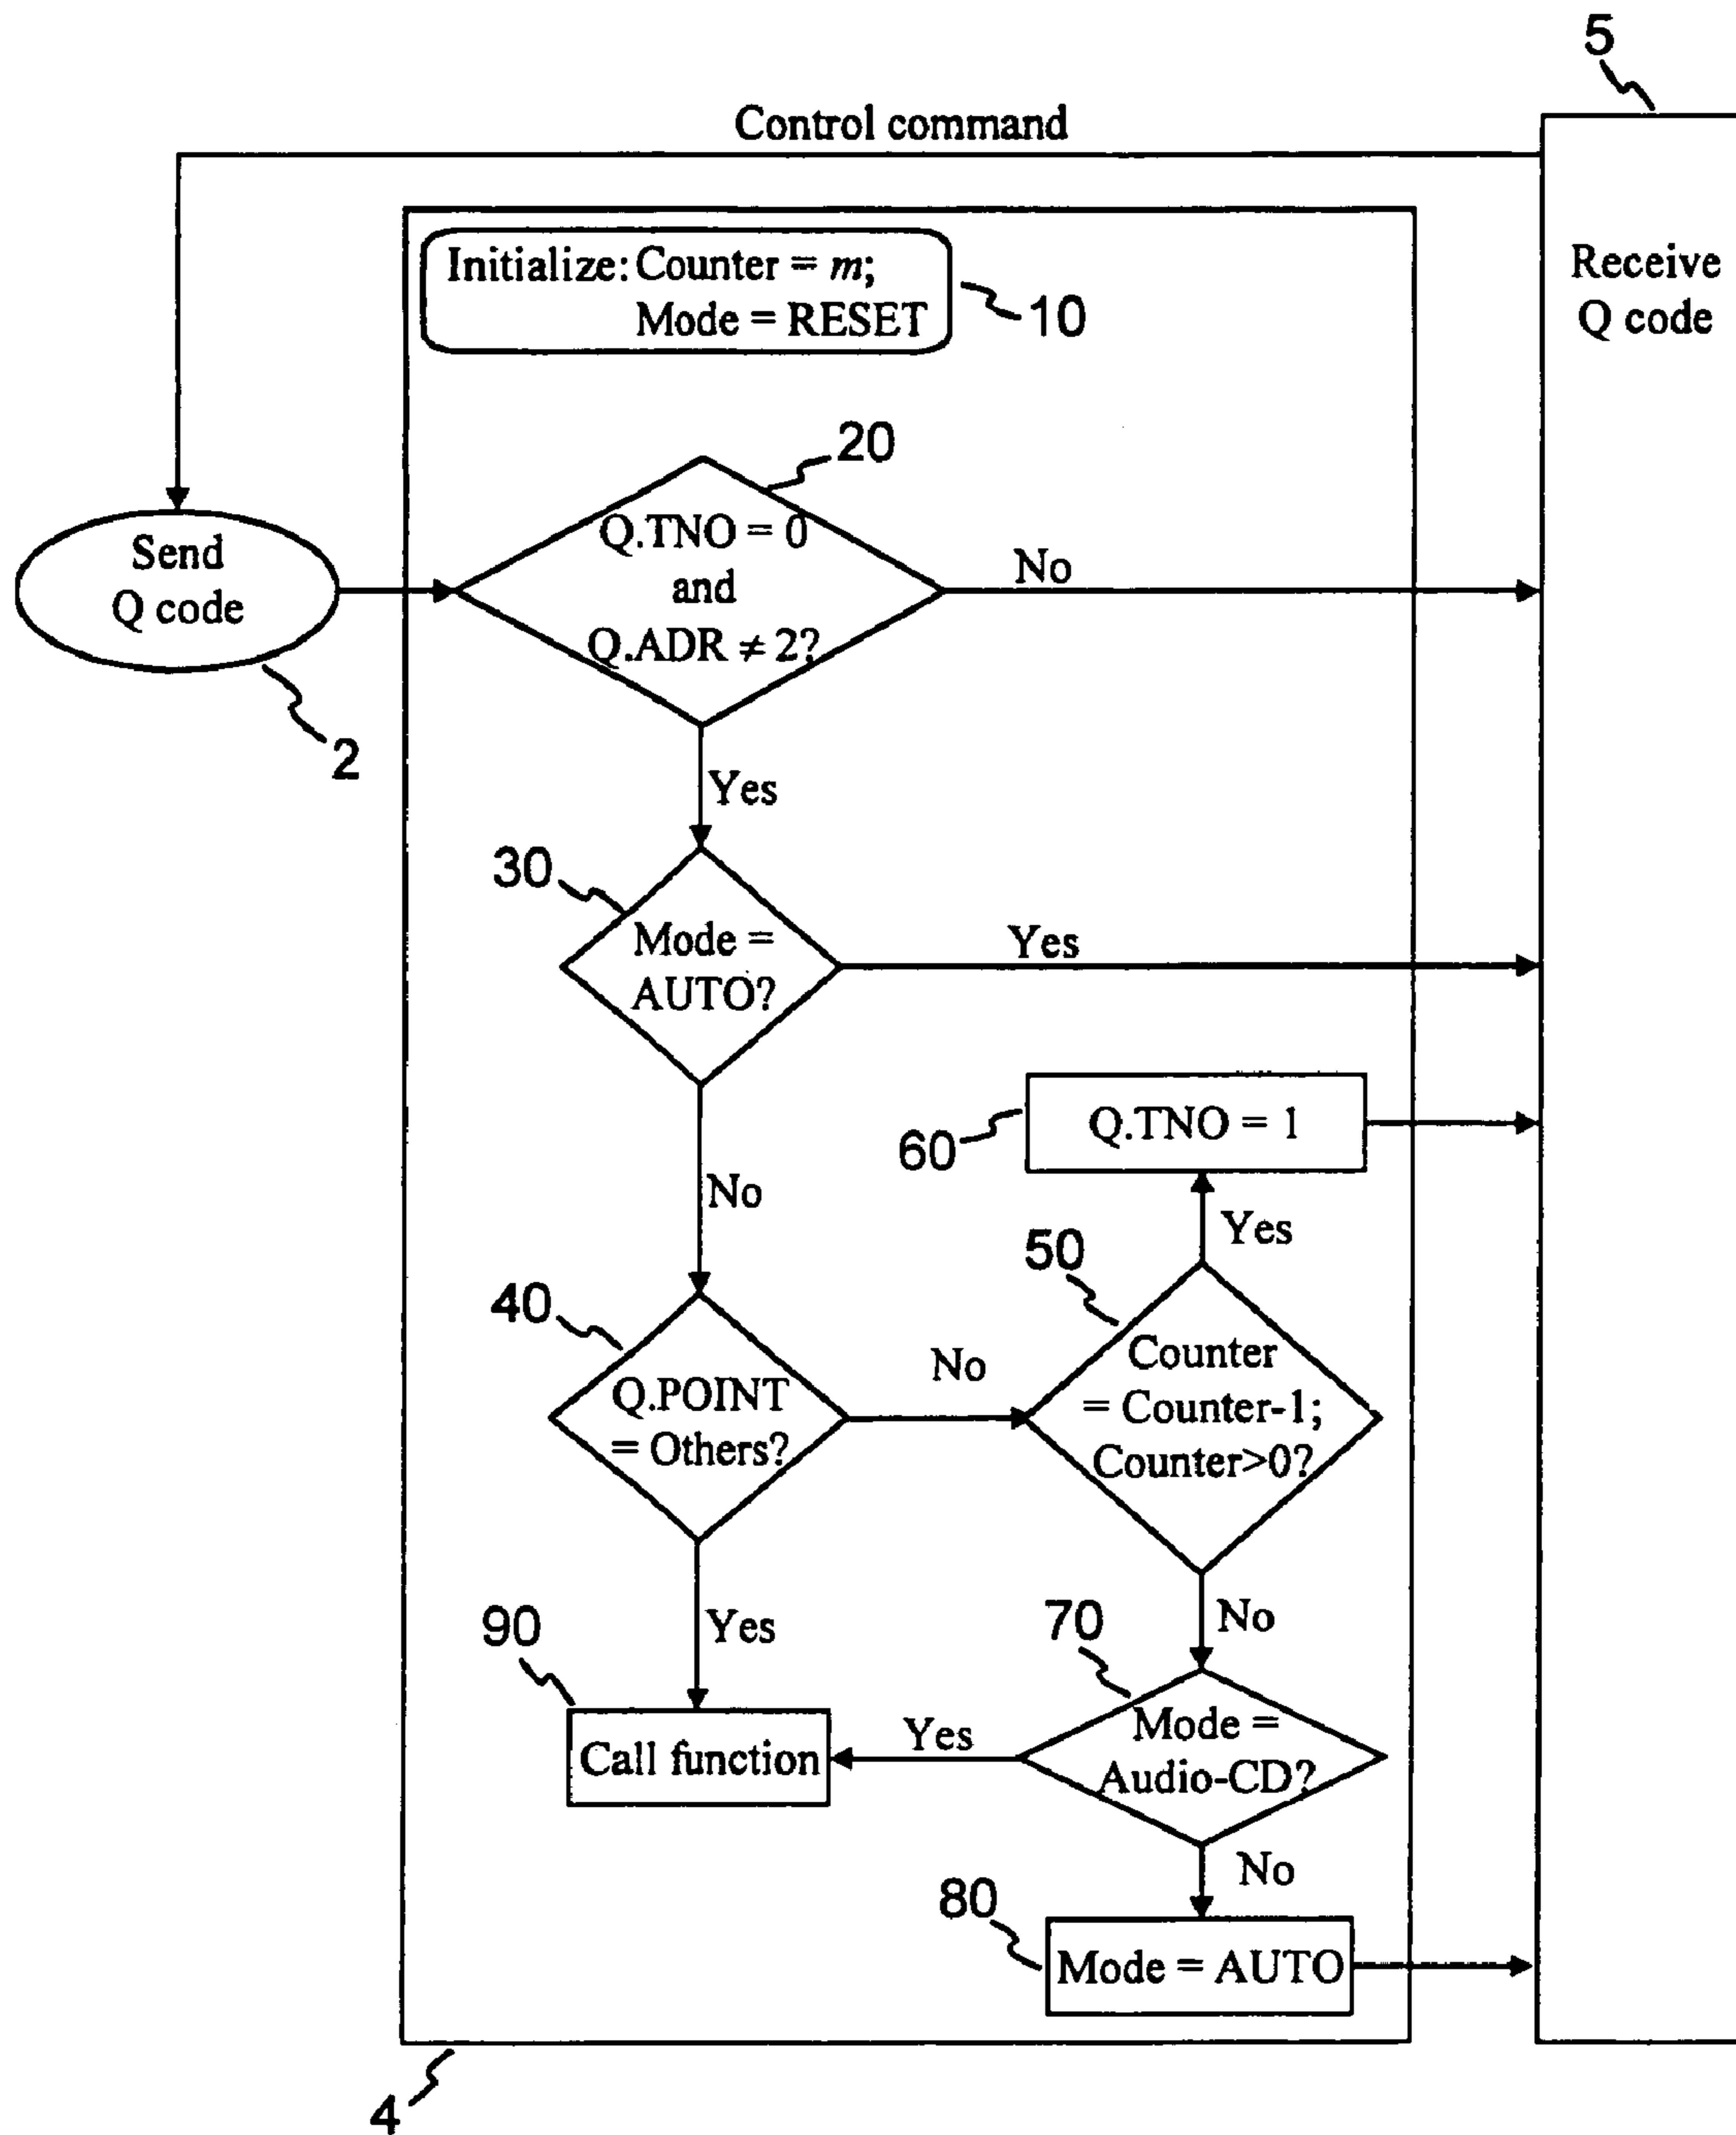 5
Control command
Receive
Q code
Initialize: Counter = m;
Mode = RESET
10
20
Q.TNO = 0
and
Q.ADR ≠ 2?
No
Send
Q code
2
Yes
30
Mode =
AUTO?
Yes
60
Q.TNO = 1
No
Yes
50
40
Q.POINT
= Others?
No
Counter
= Counter-1;
Counter>0?
Yes
No
90
70
Call function
Yes
Mode =
Audio-CD?
No
80
Mode = AUTO
4